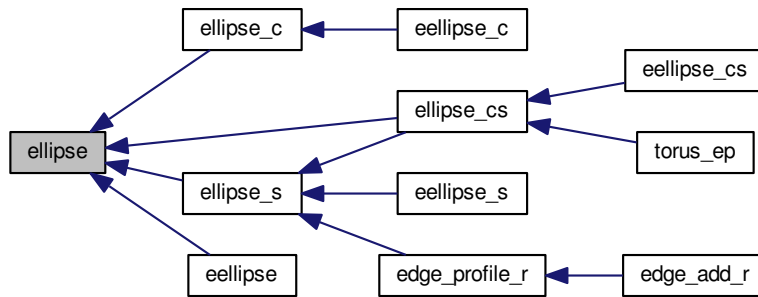 ellipse_c
eellipse_c
eellipse_cs
ellipse_cs
ellipse
torus_ep
ellipse_s
eellipse_s
eellipse
edge_profile_r
edge_add_r